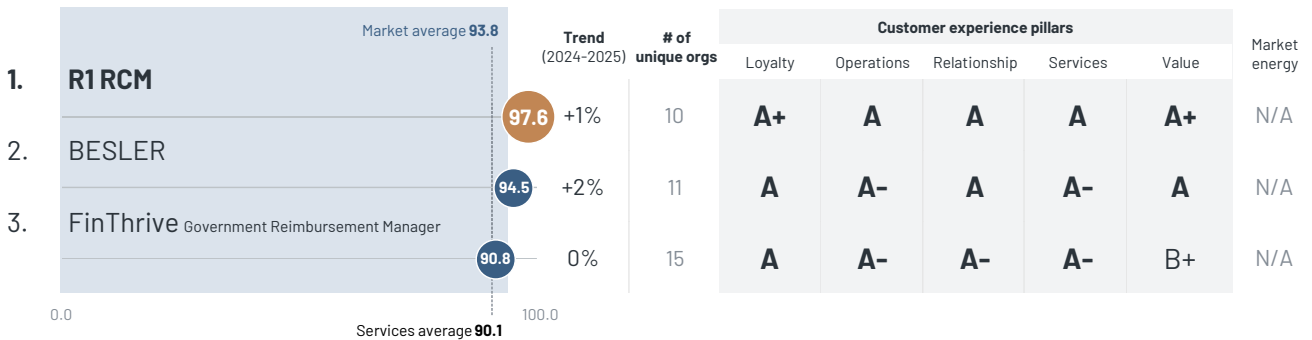 Market average 93.8
Trend
(2024-2025)
# of
unique orgs
Customer experience pillars
Loyalty Operations Relationship Services Value
Market
energy
1. R1 RCM
97.6 +1% 10 A+ A A A A+ N/A
2. BESLER
94.5 +2% 11 A A- A A- A N/A
3. FinThrive Government Reimbursement Manager
90.8 0% 15 A A- A- A- B+ N/A
0.0 100.0
Services average 90.1